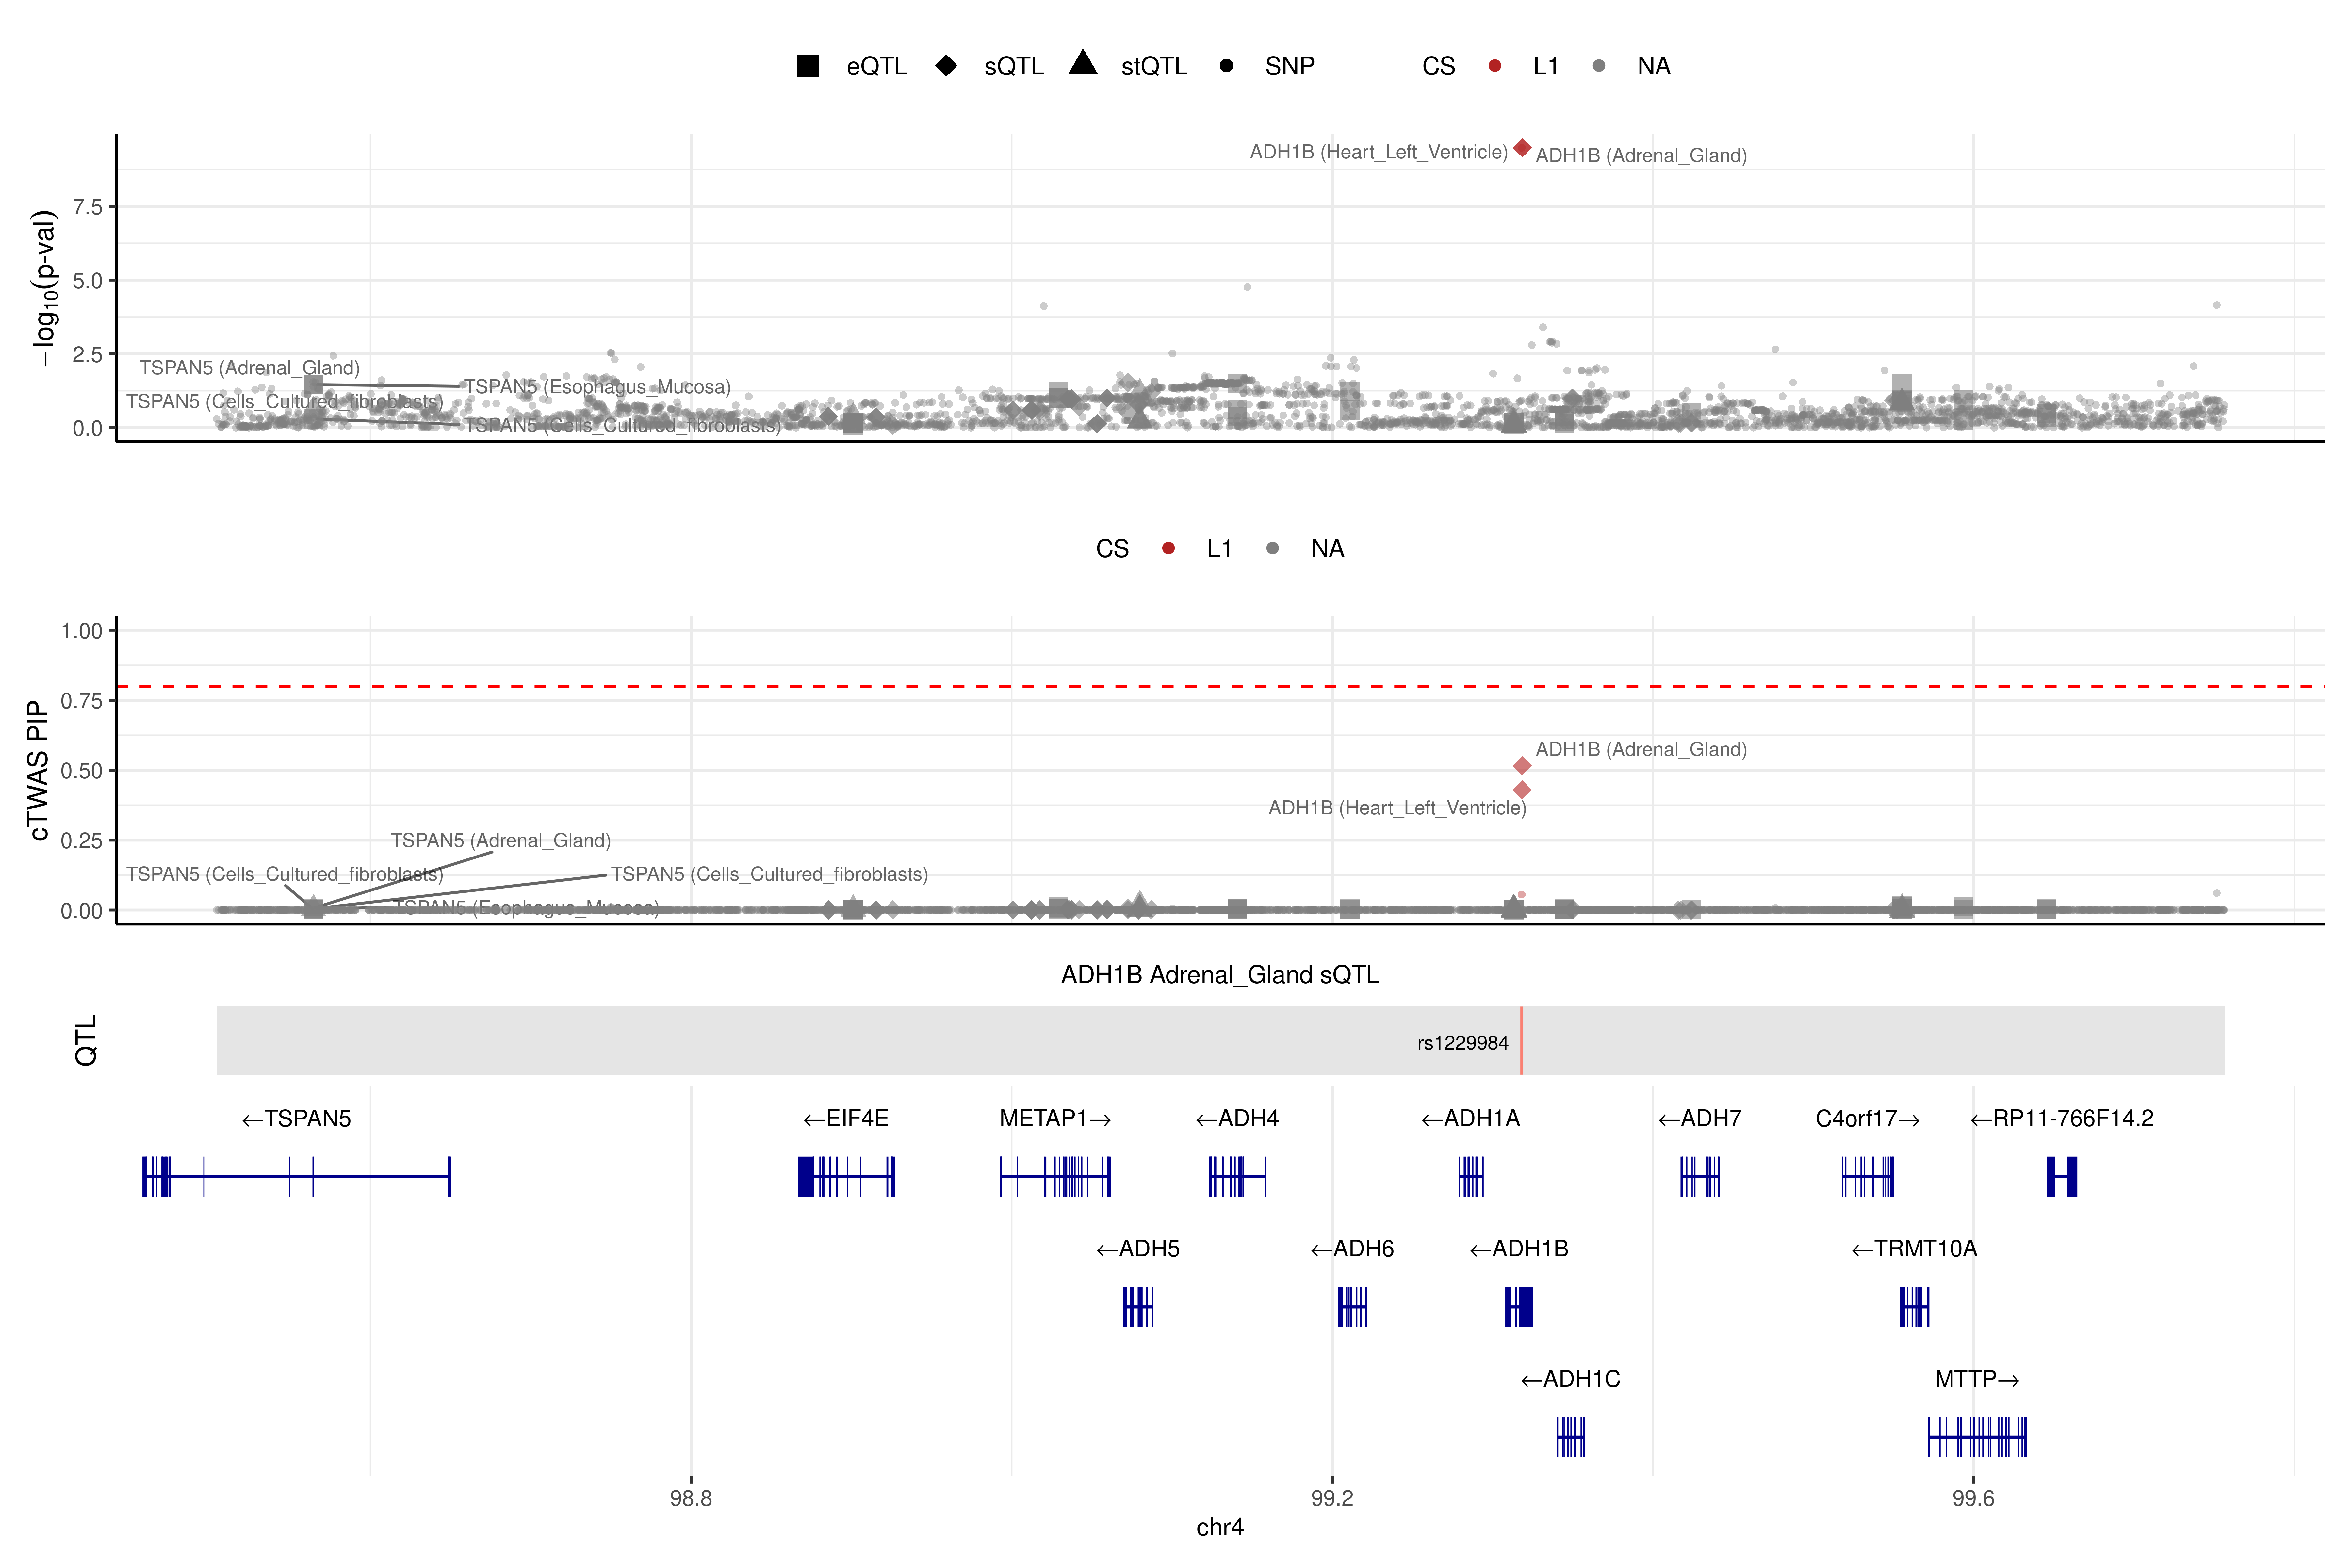 eQTL sQTL stQTL SNP CS L1 NA
ADH1B (Heart_Left_Ventricle) ADH1B (Adrenal_Gland)
−log10(p-val)
7.5
5.0
2.5
0.0
TSPAN5 (Adrenal_Gland)
TSPAN5 (Esophagus_Mucosa)
TSPAN5 (Cells_Cultured_fibroblasts)
TSPAN5 (Cells_Cultured_fibroblasts)
CS L1 NA
cTWAS PIP
1.00
0.75
0.50
0.25
0.00
ADH1B (Adrenal_Gland)
ADH1B (Heart_Left_Ventricle)
TSPAN5 (Adrenal_Gland)
TSPAN5 (Cells_Cultured_fibroblasts) TSPAN5 (Cells_Cultured_fibroblasts)
TSPAN5 (Esophagus_Mucosa)
ADH1B Adrenal_Gland sQTL
QTL
rs1229984
←TSPAN5 ←EIF4E METAP1→ ←ADH4 ←ADH1A ←ADH7 C4orf17→ ←RP11-766F14.2
←ADH5 ←ADH6 ←ADH1B ←TRMT10A
←ADH1C MTTP→
98.8 99.2 99.6
chr4